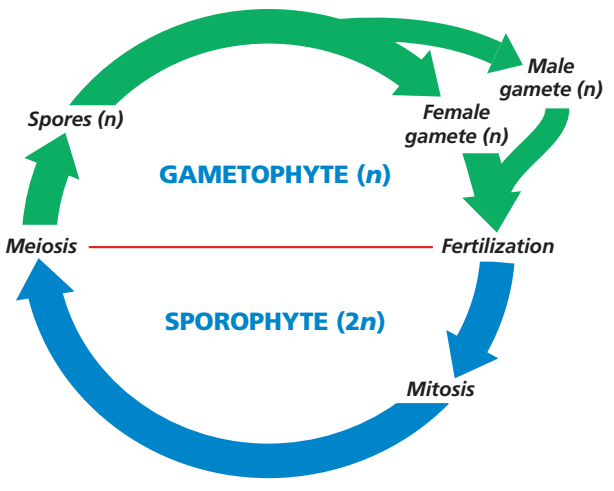 Male
gamete (n)
Spores (n)
Female
gamete (n)
GAMETOPHYTE (n)
Meiosis
Fertilization
SPOROPHYTE (2n)
Mitosis